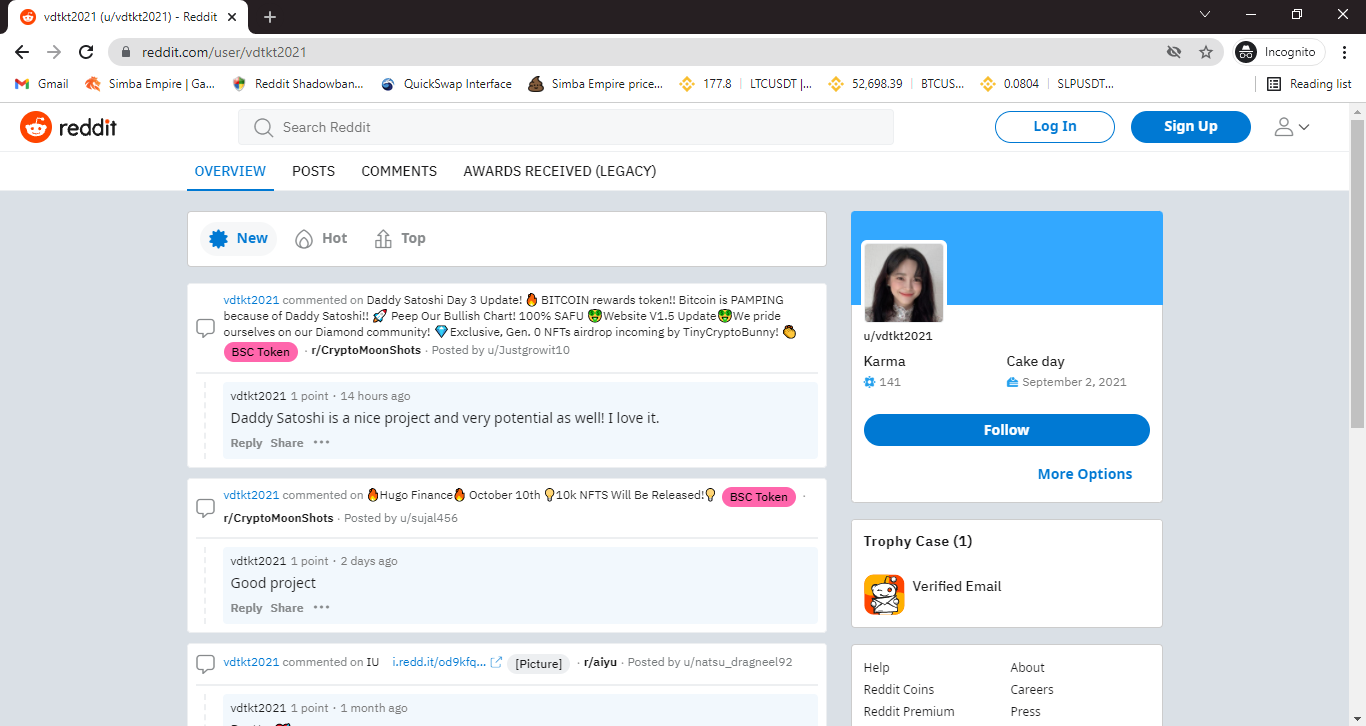 vdtkt2021 (u/vdtkt2021) - Reddit
reddit.com/user/vdtkt2021
Incognito
Gmail
Simba Empire | Ga...
Reddit Shadowban...
QuickSwap Interface
Simba Empire price...
177.8 | LTCUSDT |...
52,698.39 | BTCUS...
0.0804 | SLPUSDT...
Reading list
reddit
Search Reddit
Log In
Sign Up
OVERVIEW
POSTS
COMMENTS
AWARDS RECEIVED (LEGACY)
New
Hot
Top
vdtkt2021 commented on Daddy Satoshi Day 3 Update! 🔥 BITCOIN rewards token!! Bitcoin is PAMPING
because of Daddy Satoshi!! 🚀 Peep Our Bullish Chart! 100% SAFU 🤑Website V1.5 Update🤑We pride
ourselves on our Diamond community! 💎Exclusive, Gen. 0 NFTs airdrop incoming by TinyCryptoBunny! 👏
BSC Token · r/CryptoMoonShots · Posted by u/Justgrowit10
vdtkt2021 1 point · 14 hours ago
Daddy Satoshi is a nice project and very potential as well! I love it.
Reply Share •••
vdtkt2021 commented on 🔥Hugo Finance🔥 October 10th 💡10k NFTS Will Be Released!💡 BSC Token ·
r/CryptoMoonShots · Posted by u/sujal456
vdtkt2021 1 point · 2 days ago
Good project
Reply Share •••
vdtkt2021 commented on IU i.redd.it/od9kfq... [Picture] · r/aiyu · Posted by u/natsu_dragneel92
vdtkt2021 1 point · 1 month ago
u/vdtkt2021
Karma
141
Cake day
September 2, 2021
Follow
More Options
Trophy Case (1)
Verified Email
Help
About
Reddit Coins
Careers
Reddit Premium
Press